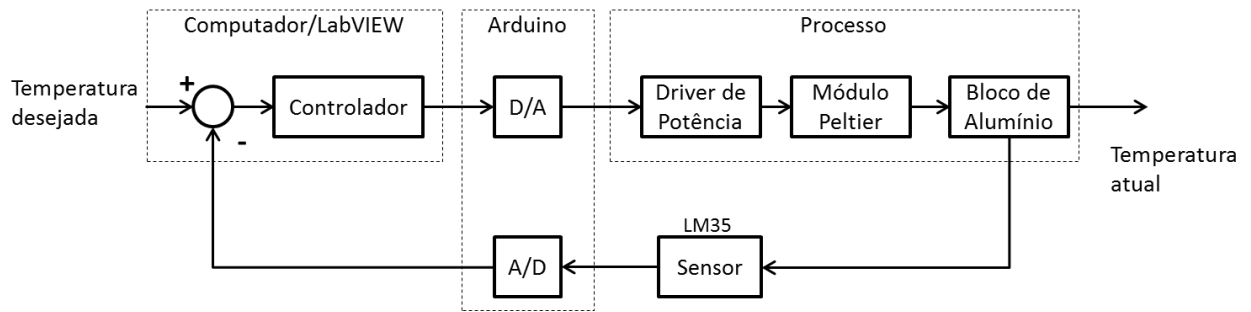 Computador/LabVIEW
Arduino
Processo
Temperatura
desejada
+
-
Controlador
D/A
Driver de
Potência
Módulo
Peltier
Bloco de
Alumínio
Temperatura
atual
LM35
Sensor
A/D